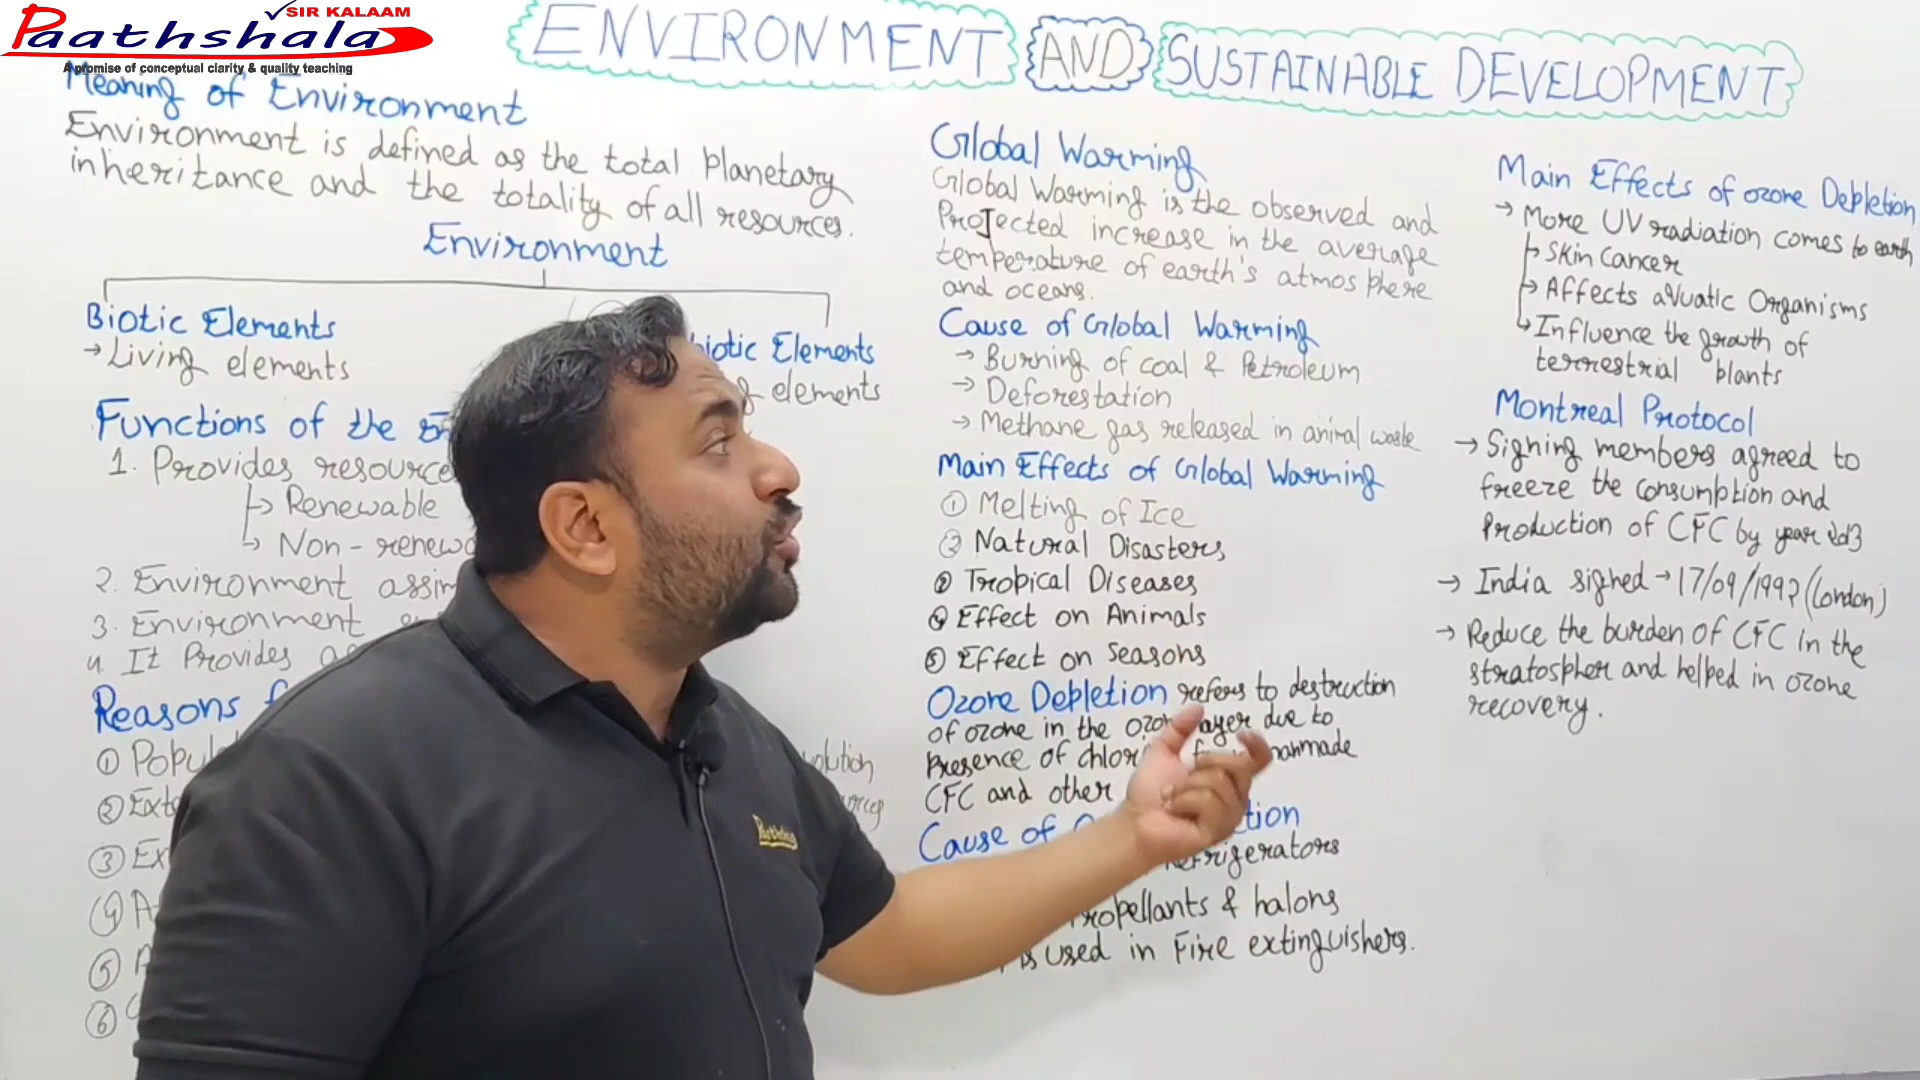 SIR KALAAM
Paathshala
A promise of conceptual clarity & quality teaching
ENVIRONMENT AND SUSTAINABLE DEVELOPMENT
Meaning of Environment
Environment is defined as the total planetary
inheritance and the totality of all resources.
Environment
Biotic Elements
→ Living elements
biotic Elements
elements
Functions of the
1. Provides resource
→ Renewable
→ Non-renewa
2. Environment assim
3. Environment
4. It Provides
Reasons f
① Popul
olution
② Exte
urces
③ Ex
④ A
⑤ A
⑥
Global Warming
Global Warming is the observed and
Projected increase in the average
temperature of earth's atmosphere
and oceans.
Cause of Global Warming
→ Burning of coal & Petroleum
→ Deforestation
→ Methane gas released in animal waste
Main Effects of Global Warming
① Melting of Ice
② Natural Disasters
③ Tropical Diseases
④ Effect on Animals
⑤ Effect on seasons
Ozone Depletion refers to destruction
of ozone in the ozon layer due to
Presence of chlori manmade
CFC and other
Cause of O tion
Refrigerators
ropellants & halons
is used in Fire extinguishers.
Main Effects of ozone Depletion
→ More UV radiation comes to earth
→ Skin cancer
→ Affects aquatic Organisms
→ Influence the growth of
terrestrial plants
Montreal Protocol
→ Signing members agreed to
freeze the consumption and
Production of CFC by year
→ India signed → 17/09/1992 (London)
→ Reduce the burden of CFC in the
stratospher and helped in ozone
recovery.